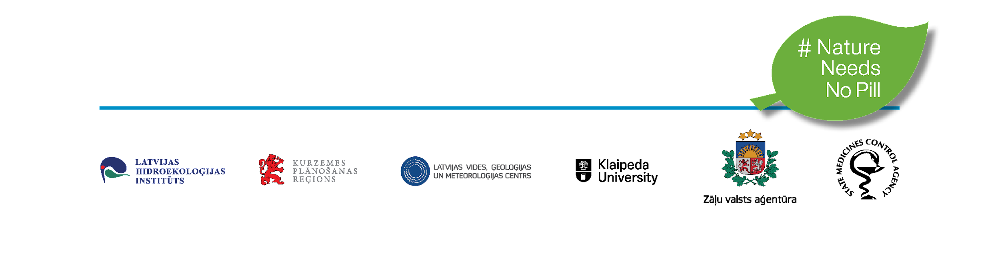 # Nature
Needs
No Pill
LATVIJAS
HIDROEKOLOĢIJAS
INSTITŪTS
KURZEMES
PLĀNOŠANAS
REĢIONS
LATVIJAS VIDES, ĢEOLOĢIJAS
UN METEOROLOĢIJAS CENTRS
Klaipeda
University
Zāļu valsts aģentūra
STATE MEDICINES CONTROL AGENCY